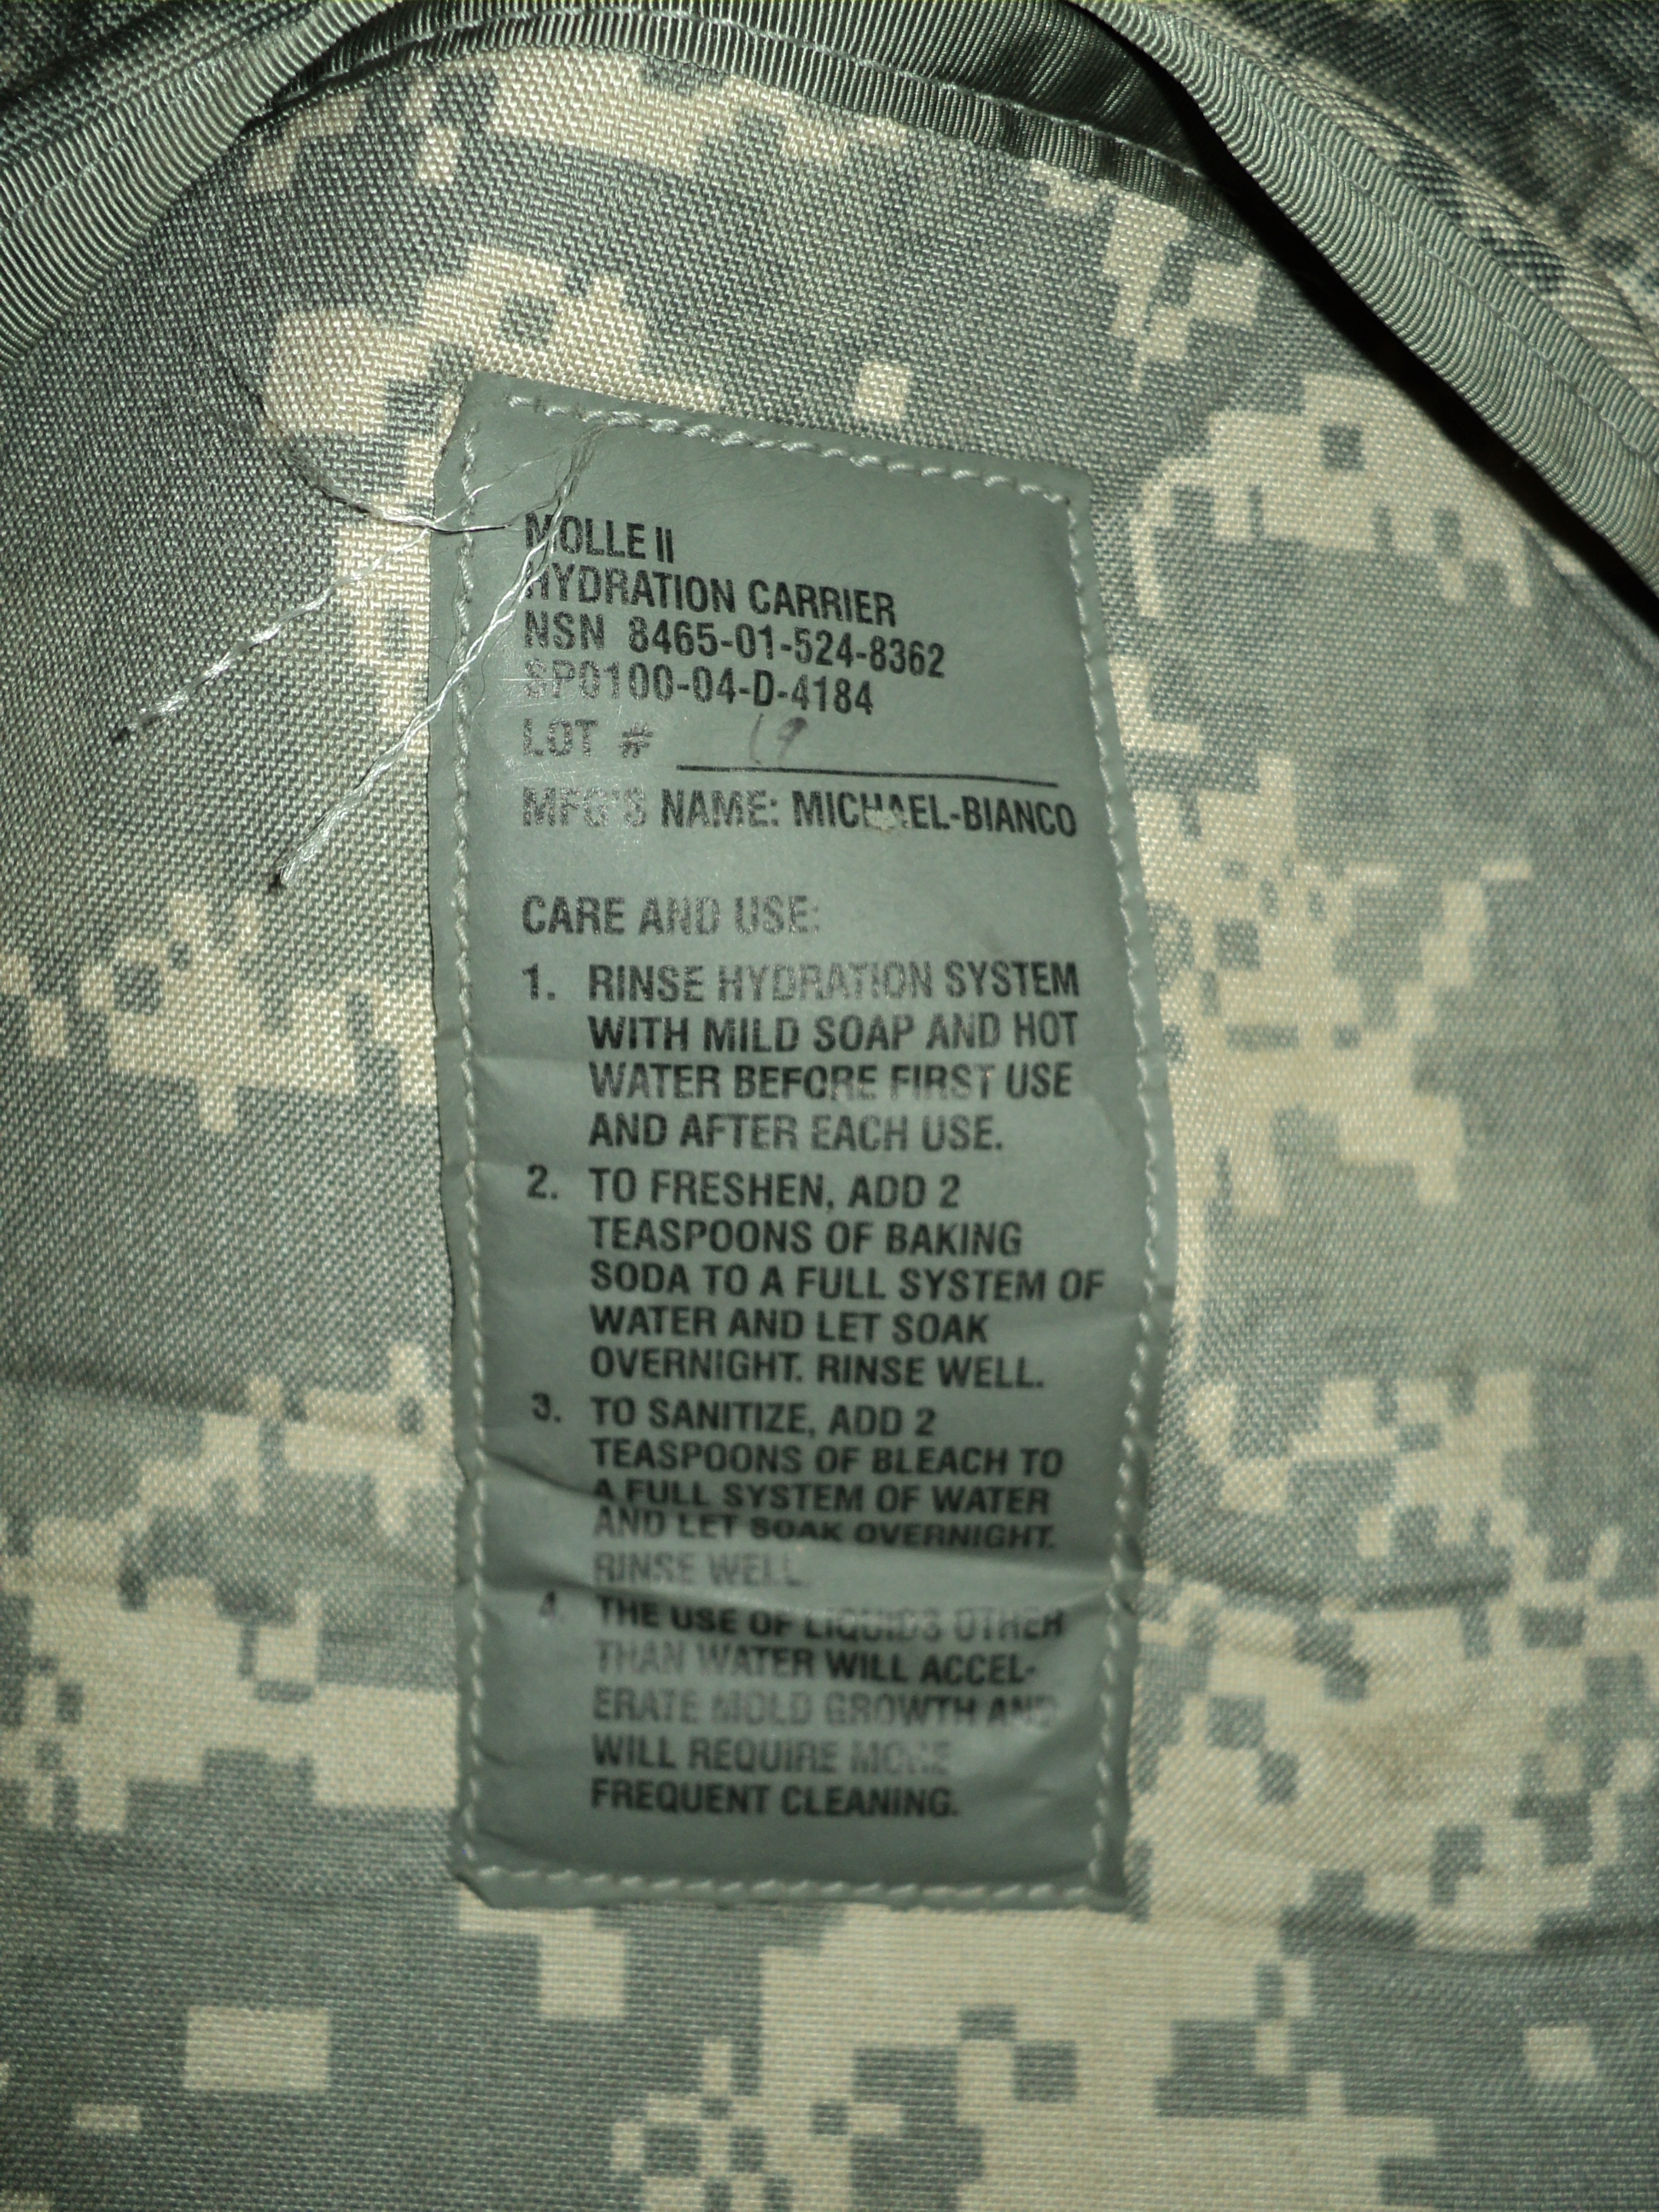 MOLLE II
HYDRATION CARRIER
NSN 8465-01-524-8362
SP0100-04-D-4184
LOT # 19
MFG'S NAME: MICHAEL-BIANCO
CARE AND USE:
1. RINSE HYDRATION SYSTEM
WITH MILD SOAP AND HOT
WATER BEFORE FIRST USE
AND AFTER EACH USE.
2. TO FRESHEN, ADD 2
TEASPOONS OF BAKING
SODA TO A FULL SYSTEM OF
WATER AND LET SOAK
OVERNIGHT. RINSE WELL.
3. TO SANITIZE, ADD 2
TEASPOONS OF BLEACH TO
A FULL SYSTEM OF WATER
AND LET SOAK OVERNIGHT.
RINSE WELL.
4. THE USE OF LIQUIDS OTHER
THAN WATER WILL ACCEL-
ERATE MOLD GROWTH AND
WILL REQUIRE MORE
FREQUENT CLEANING.